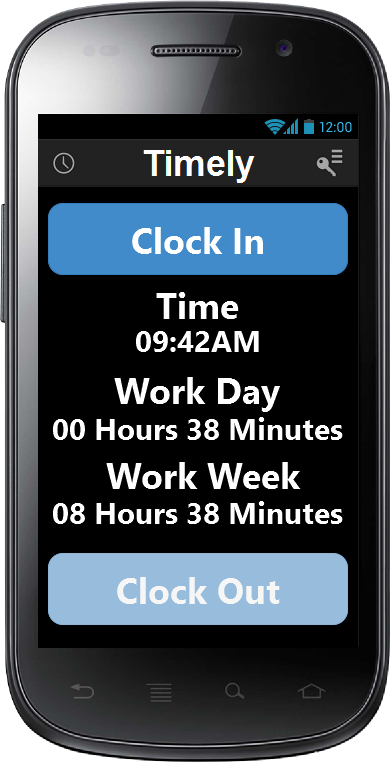 12:00
Timely
Clock In
Time
09:42AM
Work Day
00 Hours 38 Minutes
Work Week
08 Hours 38 Minutes
Clock Out